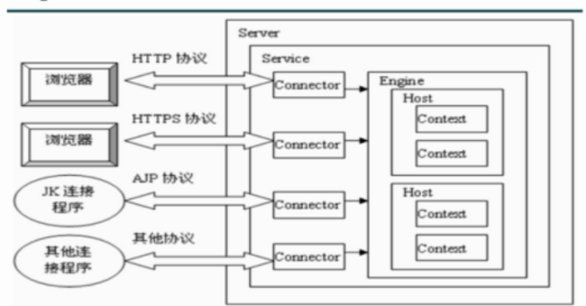 Server
HTTP 协议
Service
浏览器
Connector
Engine
Host
Context
HTTPS 协议
浏览器
Connector
Context
AJP 协议
JK 连接
程序
Connector
Host
Context
其他协议
其他连
接程序
Connector
Context